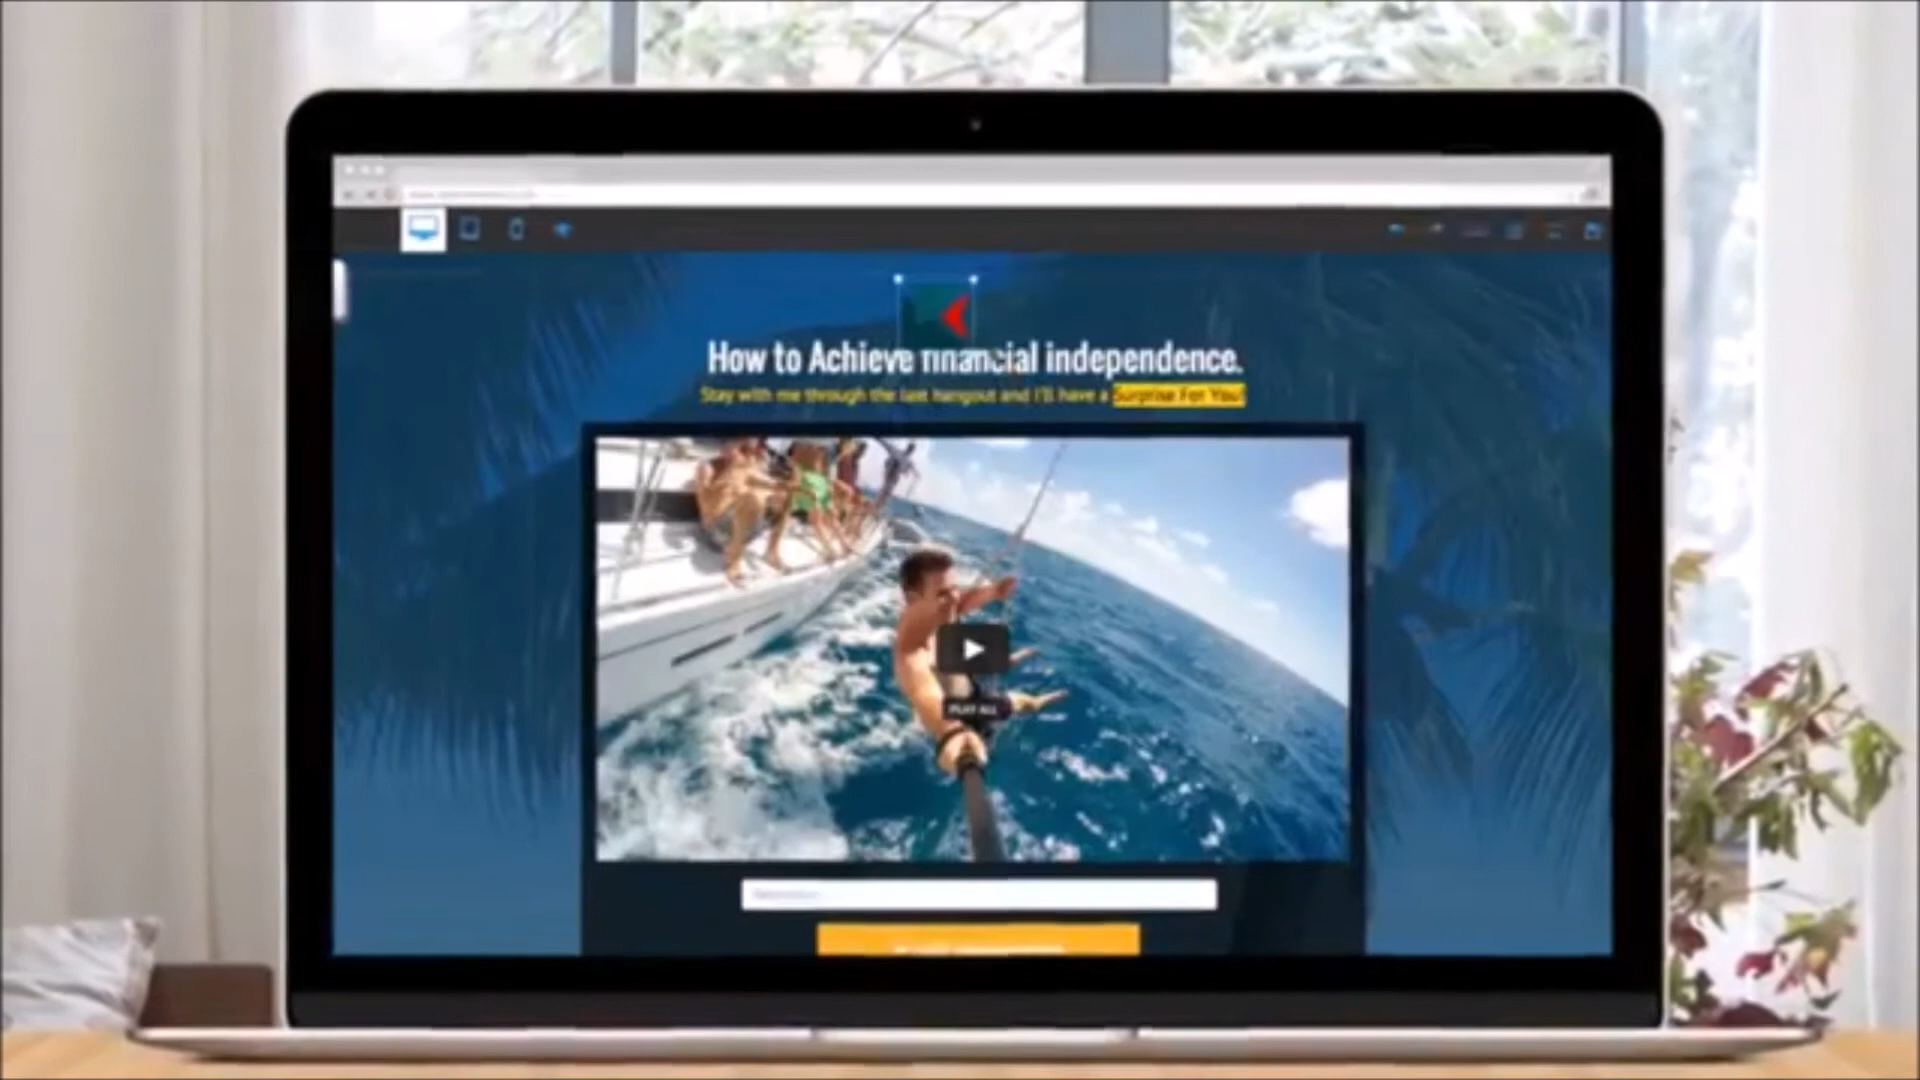 How to Achieve financial independence.
Stay with me through the last hangout and I'll have a Surprise For You!
PLAY ALL